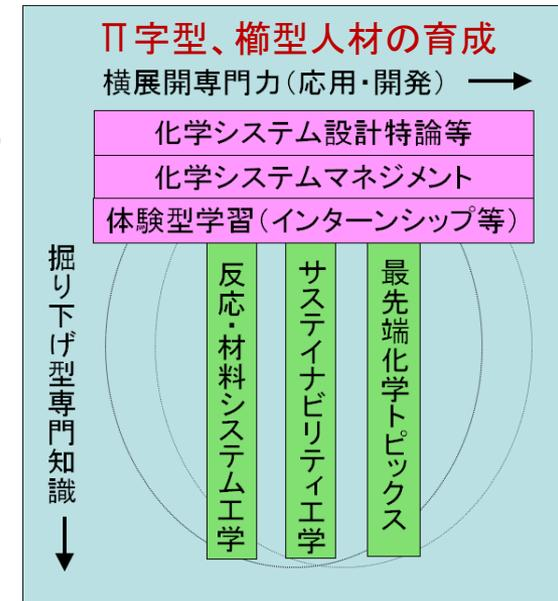 π字型、櫛型人材の育成
横展開専門力(応用・開発)
化学システム設計特論等
化学システムマネジメント
体験型学習(インターンシップ等)
掘り下げ型専門知識
反応・材料システム工学
サステイナビリティ工学
最先端化学トピックス